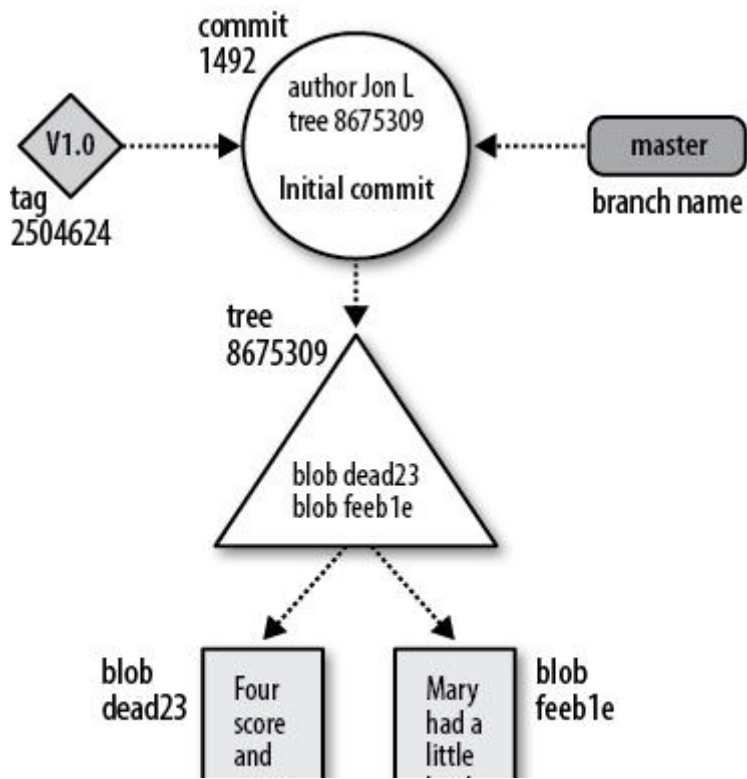 commit
1492
author Jon L
tree 8675309
Initial commit
V1.0
tag
2504624
master
branch name
tree
8675309
blob dead23
blob feeb1e
blob
dead23
Four
score
and
Mary
had a
little
blob
feeb1e